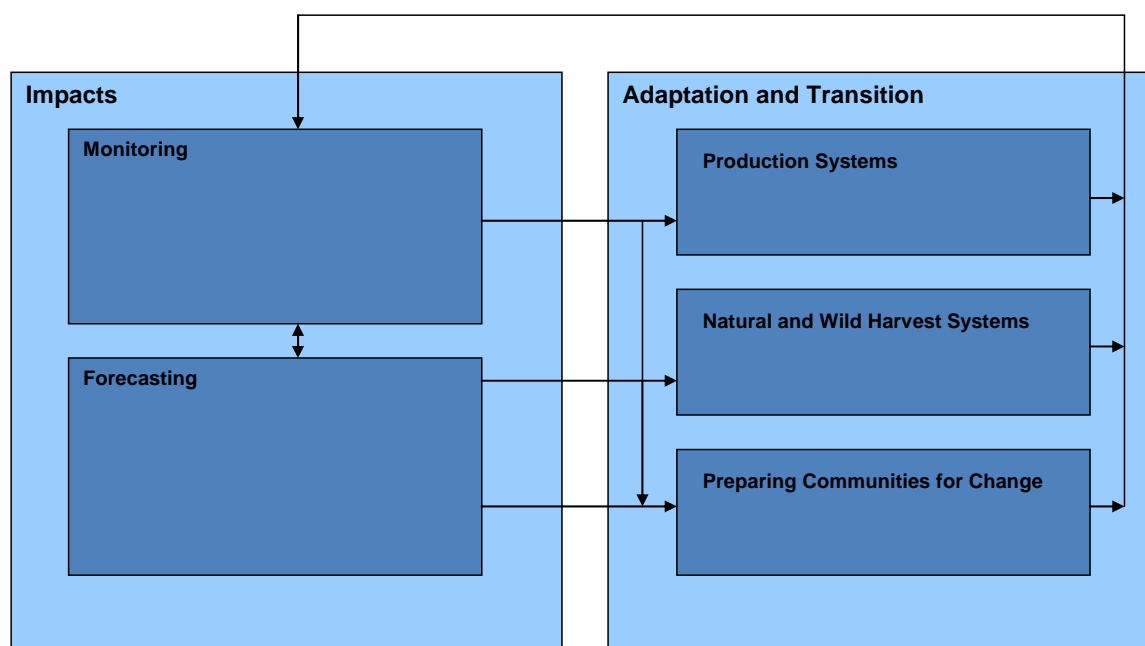 Impacts
Monitoring
Forecasting
Adaptation and Transition
Production Systems
Natural and Wild Harvest Systems
Preparing Communities for Change